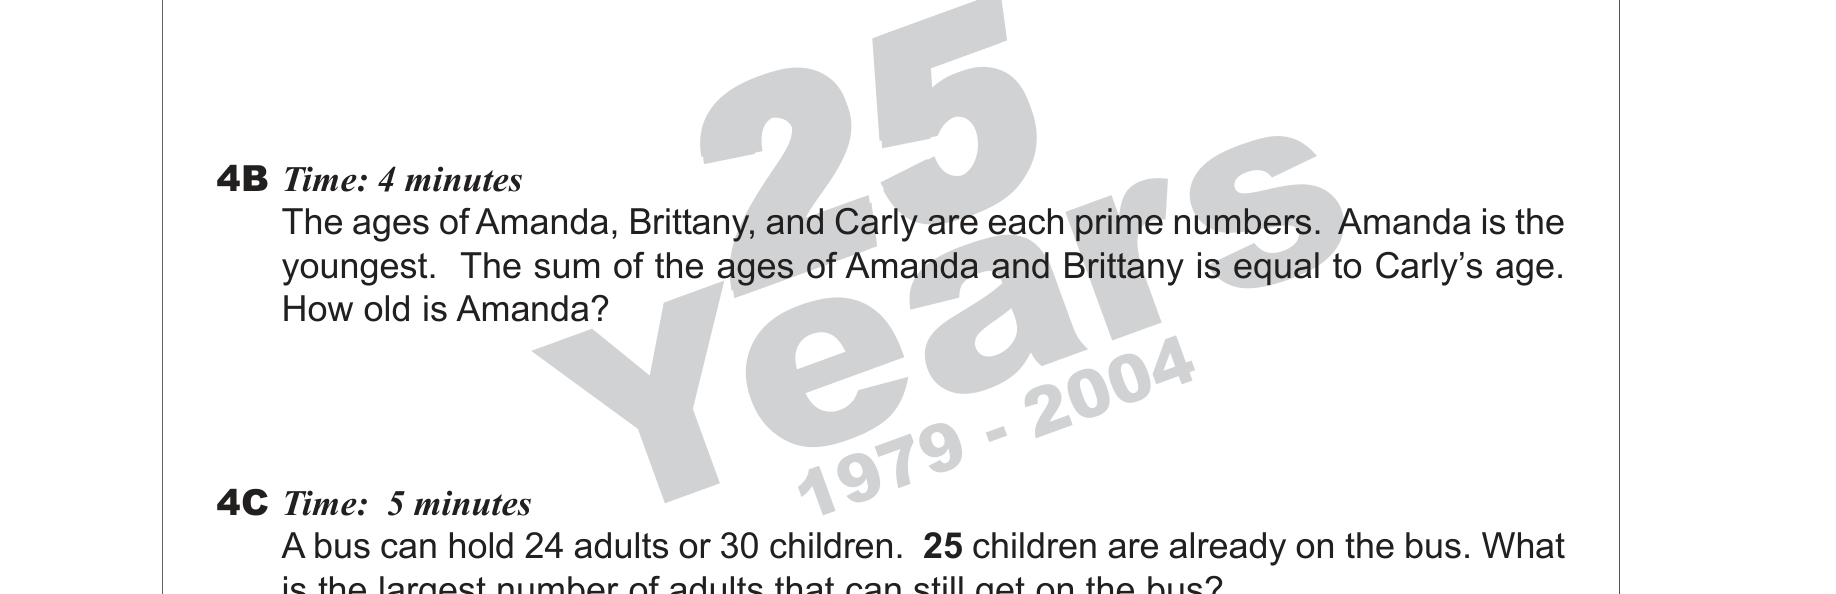 25
Years
1979 - 2004
4B Time: 4 minutes
The ages of Amanda, Brittany, and Carly are each prime numbers. Amanda is the
youngest. The sum of the ages of Amanda and Brittany is equal to Carly’s age.
How old is Amanda?
4C Time: 5 minutes
A bus can hold 24 adults or 30 children. 25 children are already on the bus. What
is the largest number of adults that can still get on the bus?